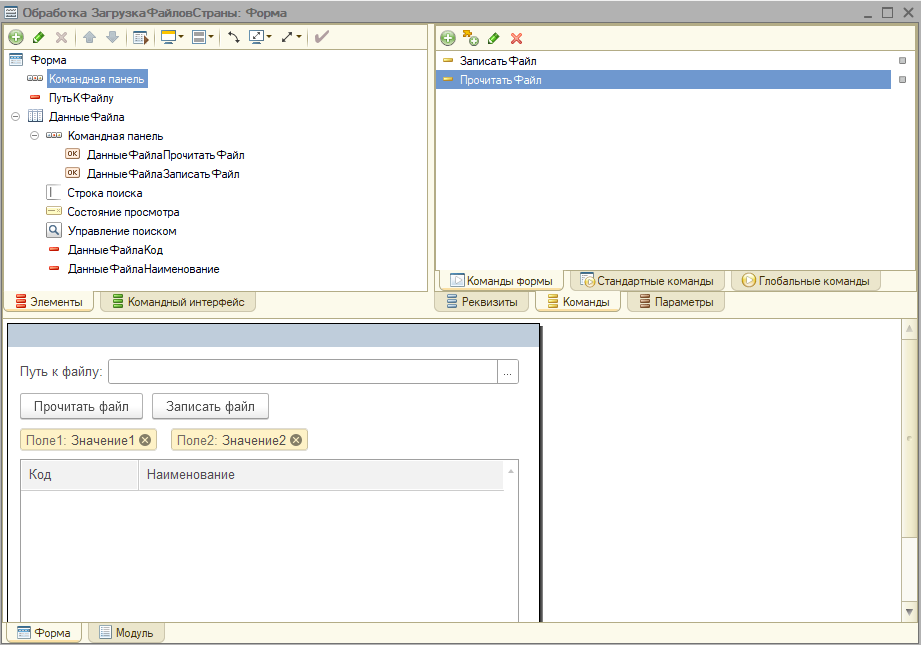 Обработка ЗагрузкаФайловСтраны: Форма
Форма
Командная панель
ПутьКФайлу
ДанныеФайла
Командная панель
OK ДанныеФайлаПрочитатьФайл
OK ДанныеФайлаЗаписатьФайл
Строка поиска
Состояние просмотра
Управление поиском
ДанныеФайлаКод
ДанныеФайлаНаименование
Элементы Командный интерфейс
ЗаписатьФайл
ПрочитатьФайл
Команды формы Стандартные команды Глобальные команды
Реквизиты Команды Параметры
Путь к файлу: ...
Прочитать файл Записать файл
Поле1: Значение1 Поле2: Значение2
Код Наименование
Форма Модуль